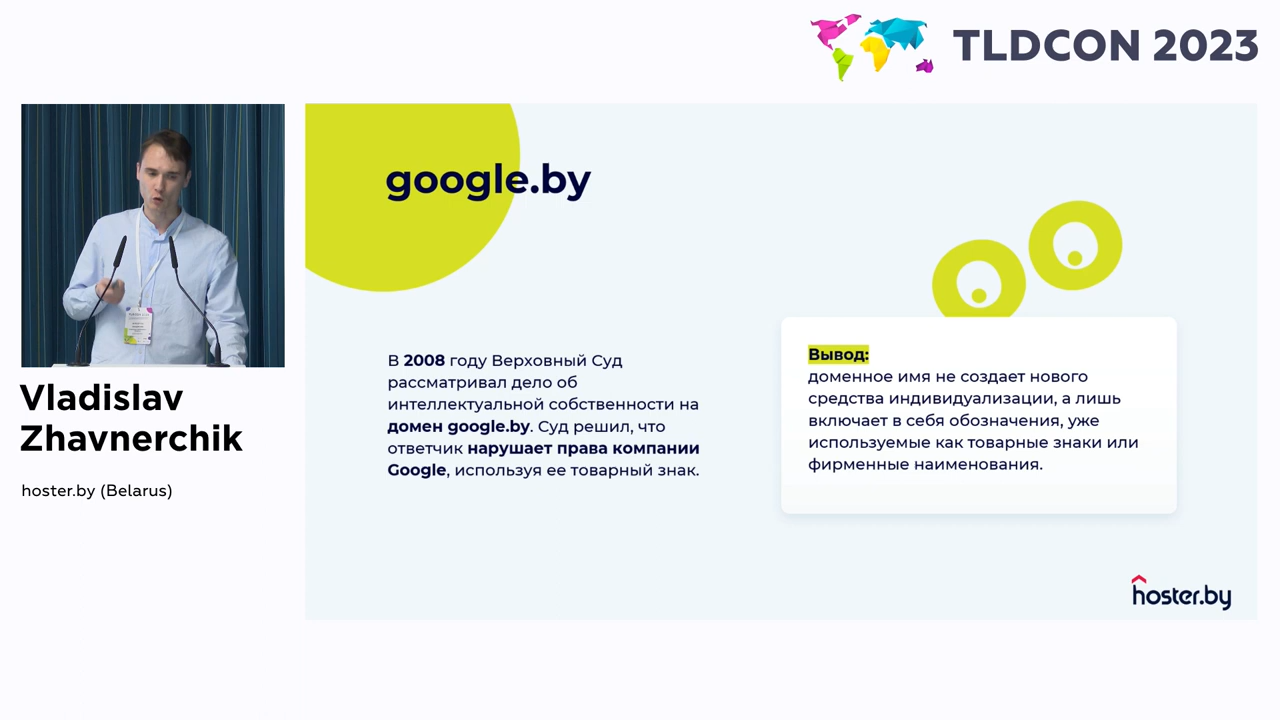 TLDCON 2023
google.by
В 2008 году Верховный Суд
рассматривал дело об
интеллектуальной собственности на
домен google.by. Суд решил, что
ответчик нарушает права компании
Google, используя ее товарный знак.
Вывод:
доменное имя не создает нового
средства индивидуализации, а лишь
включает в себя обозначения, уже
используемые как товарные знаки или
фирменные наименования.
hoster.by
Vladislav
Zhavnerchik
hoster.by (Belarus)